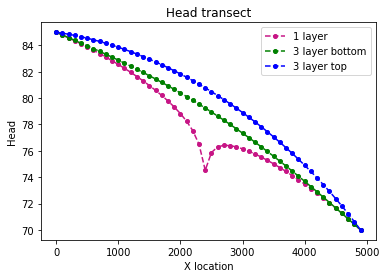 Head transect
1 layer
3 layer bottom
3 layer top
84
82
80
78
76
74
72
70
Head
0
1000
2000
3000
4000
5000
X location